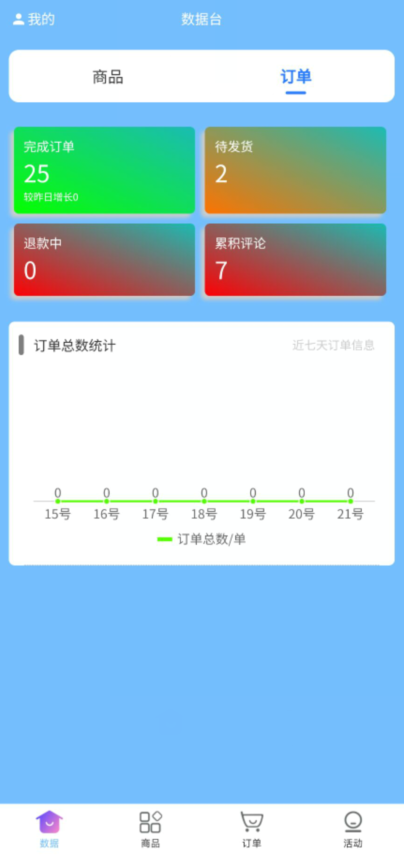 我的 数据台
商品 订单
完成订单
25
较昨日增长0
待发货
2
退款中
0
累积评论
7
订单总数统计 近七天订单信息
0 0 0 0 0 0 0
15号 16号 17号 18号 19号 20号 21号
订单总数/单
数据 商品 订单 活动